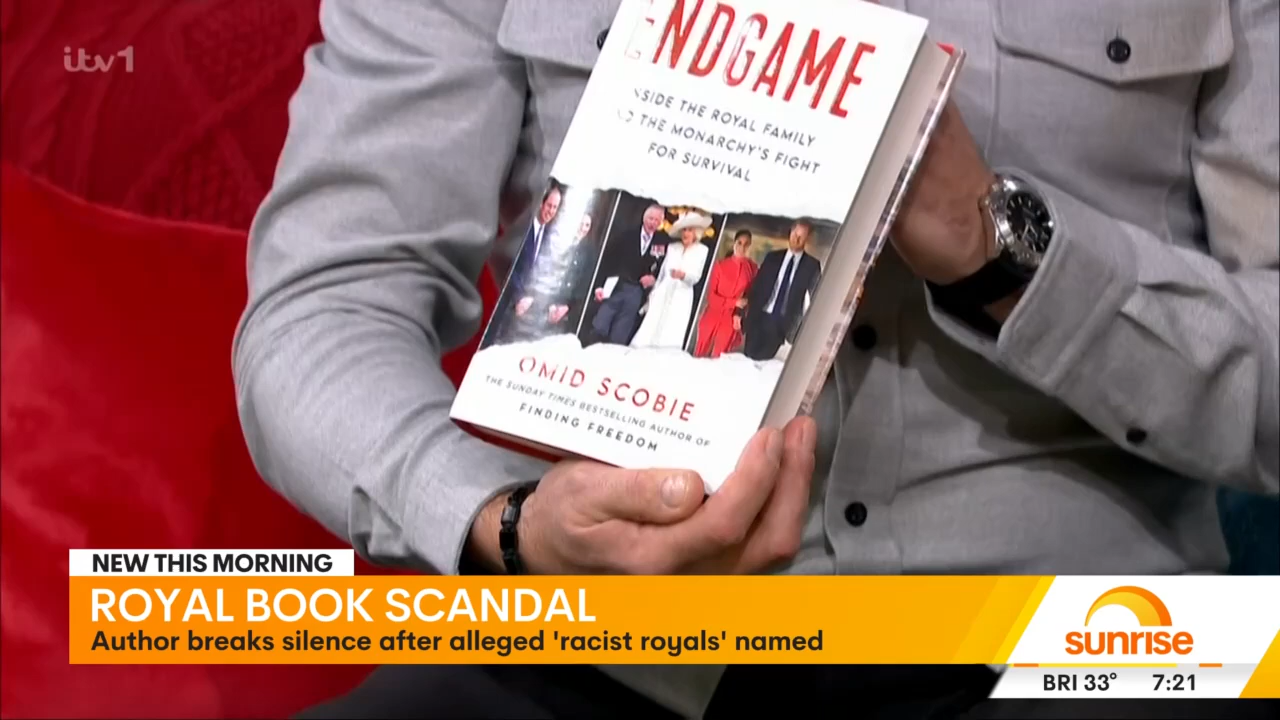 itv1
ENDGAME
THE ROYAL FAMILY
THE MONARCHY'S FIGHT
FOR SURVIVAL
OMID SCOBIE
THE SUNDAY TIMES BESTSELLING AUTHOR OF
FINDING FREEDOM
NEW THIS MORNING
ROYAL BOOK SCANDAL
Author breaks silence after alleged 'racist royals' named
sunrise
BRI 33° 7:21